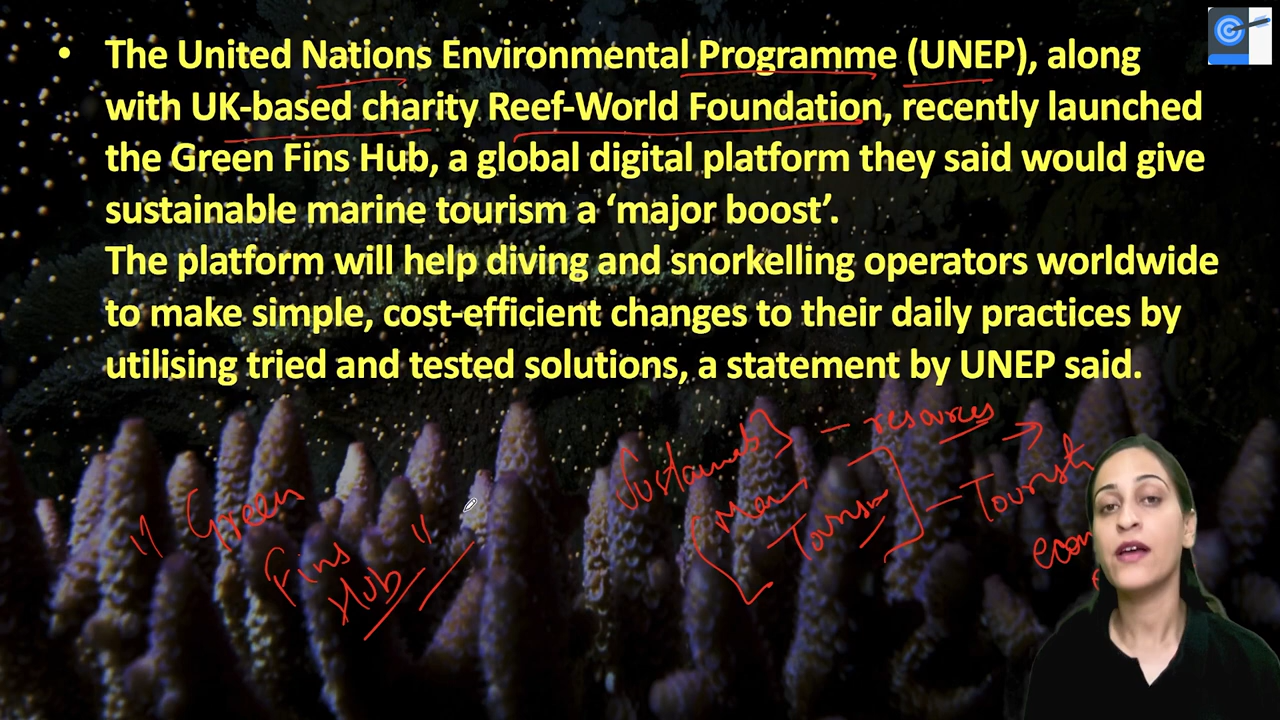 • The United Nations Environmental Programme (UNEP), along
with UK-based charity Reef-World Foundation, recently launched
the Green Fins Hub, a global digital platform they said would give
sustainable marine tourism a ‘major boost’.
The platform will help diving and snorkelling operators worldwide
to make simple, cost-efficient changes to their daily practices by
utilising tried and tested solutions, a statement by UNEP said.
" Green
Fins
Hub "
– resources
Tourism
– Tourist
econ